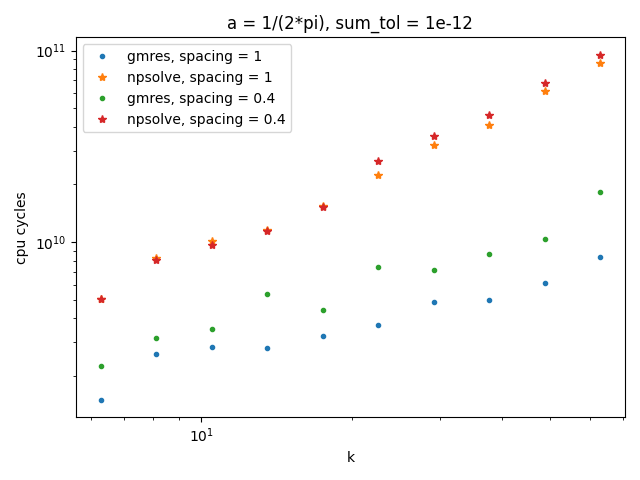 a = 1/(2*pi), sum_tol = 1e-12
gmres, spacing = 1
npsolve, spacing = 1
gmres, spacing = 0.4
npsolve, spacing = 0.4
cpu cycles
10¹¹
10¹⁰
10¹
k